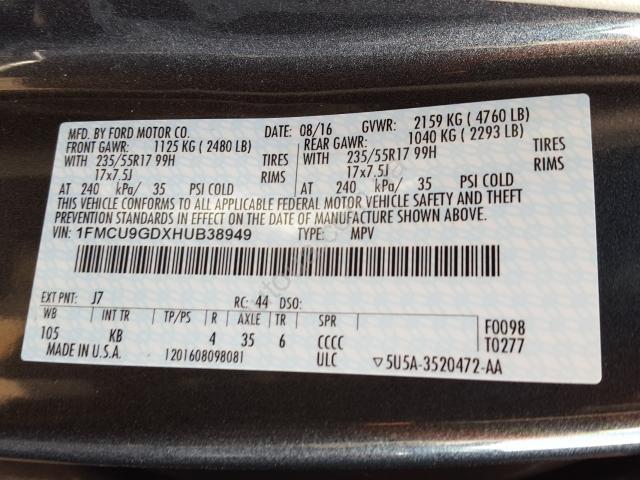 MFD. BY FORD MOTOR CO. DATE: 08/16 GVWR: 2159 KG ( 4760 LB)
FRONT GAWR: 1125 KG ( 2480 LB) REAR GAWR: 1040 KG ( 2293 LB)
WITH 235/55R17 99H TIRES WITH 235/55R17 99H TIRES
17x7.5J RIMS 17x7.5J RIMS
AT 240 kPa/ 35 PSI COLD AT 240 kPa/ 35 PSI COLD
THIS VEHICLE CONFORMS TO ALL APPLICABLE FEDERAL MOTOR VEHICLE SAFETY AND THEFT
PREVENTION STANDARDS IN EFFECT ON THE DATE OF MANUFACTURE SHOWN ABOVE.
VIN: 1FMCU9GDXHUB38949 TYPE: MPV
EXT PNT: J7 RC: 44 DSO:
WB INT TR TP/PS R AXLE TR SPR F0098
105 KB 4 35 6 CCCC T0277
MADE IN U.S.A. 1201608098081 ULC ▽5U5A-3520472-AA